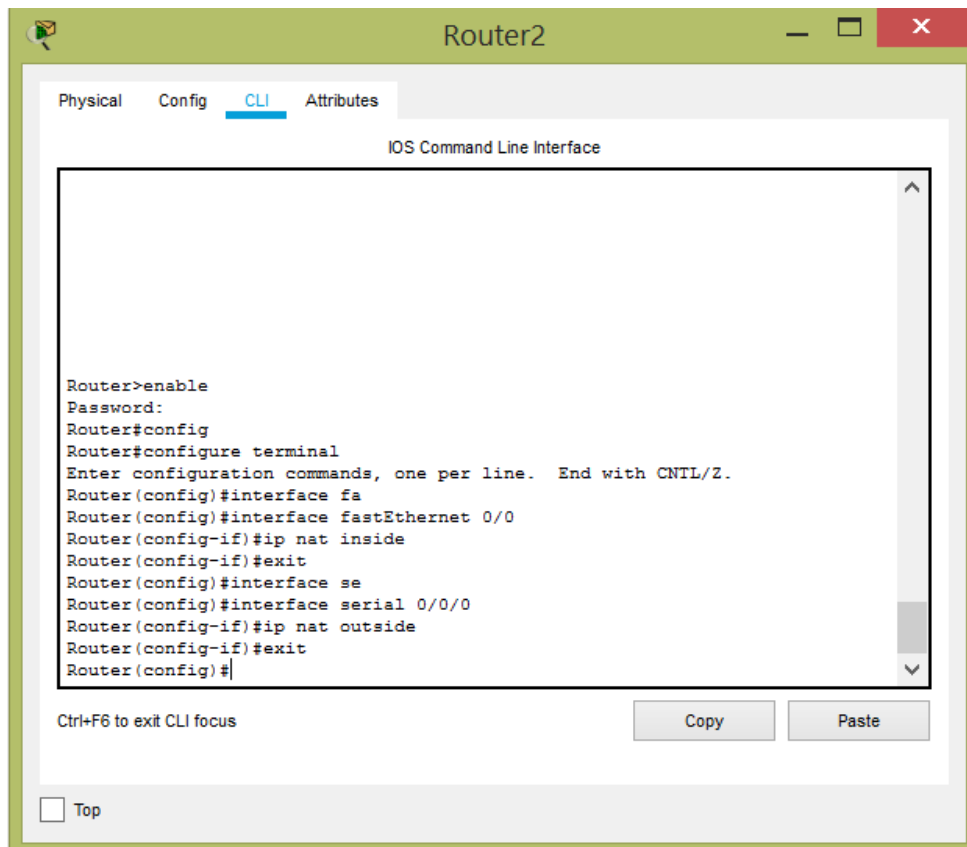 Router2
Physical Config CLI Attributes
IOS Command Line Interface
Router>enable
Password:
Router#config
Router#configure terminal
Enter configuration commands, one per line.  End with CNTL/Z.
Router(config)#interface fa
Router(config)#interface fastEthernet 0/0
Router(config-if)#ip nat inside
Router(config-if)#exit
Router(config)#interface se
Router(config)#interface serial 0/0/0
Router(config-if)#ip nat outside
Router(config-if)#exit
Router(config)#
Ctrl+F6 to exit CLI focus
Copy Paste
Top